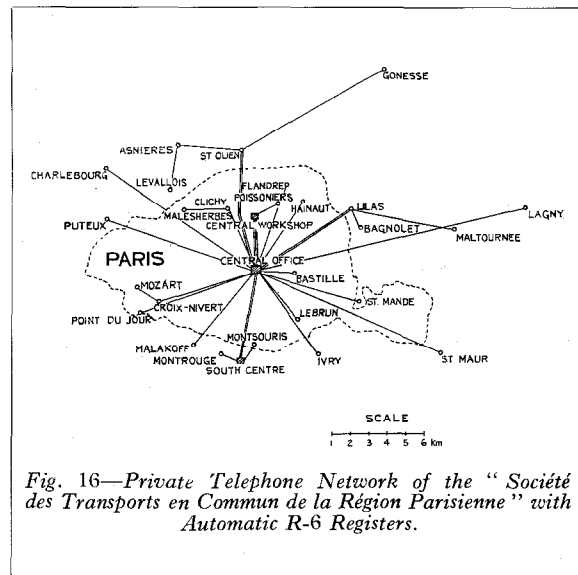 GONESSE
ASNIERES
ST OUEN
CHARLEBOURG
LEVALLOIS
FLANDREP
POISSONIERS
CLICHY
HAINAUT
LILAS
MALESHERBES
LAGNY
PUTEUX
CENTRAL WORKSHOP
BAGNOLET
MALTOURNEE
PARIS
CENTRAL OFFICE
BASTILLE
MOZART
ST. MANDE
CROIX-NIVERT
POINT DU JOUR
LEBRUN
MALAKOFF
MONTSOURIS
MONTROUGE
IVRY
ST MAUR
SOUTH CENTRE
SCALE
1 2 3 4 5 6 Km
Fig. 16—Private Telephone Network of the “ Société
des Transports en Commun de la Région Parisienne ” with
Automatic R-6 Registers.